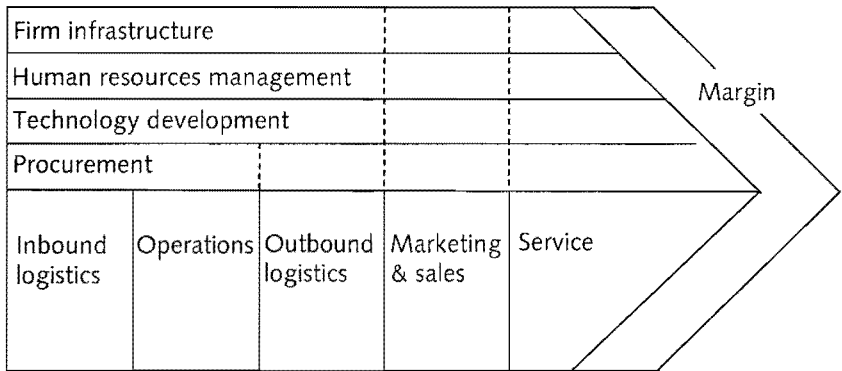 Firm infrastructure
Human resources management
Technology development
Procurement
Margin
Inbound
logistics
Operations
Outbound
logistics
Marketing
& sales
Service